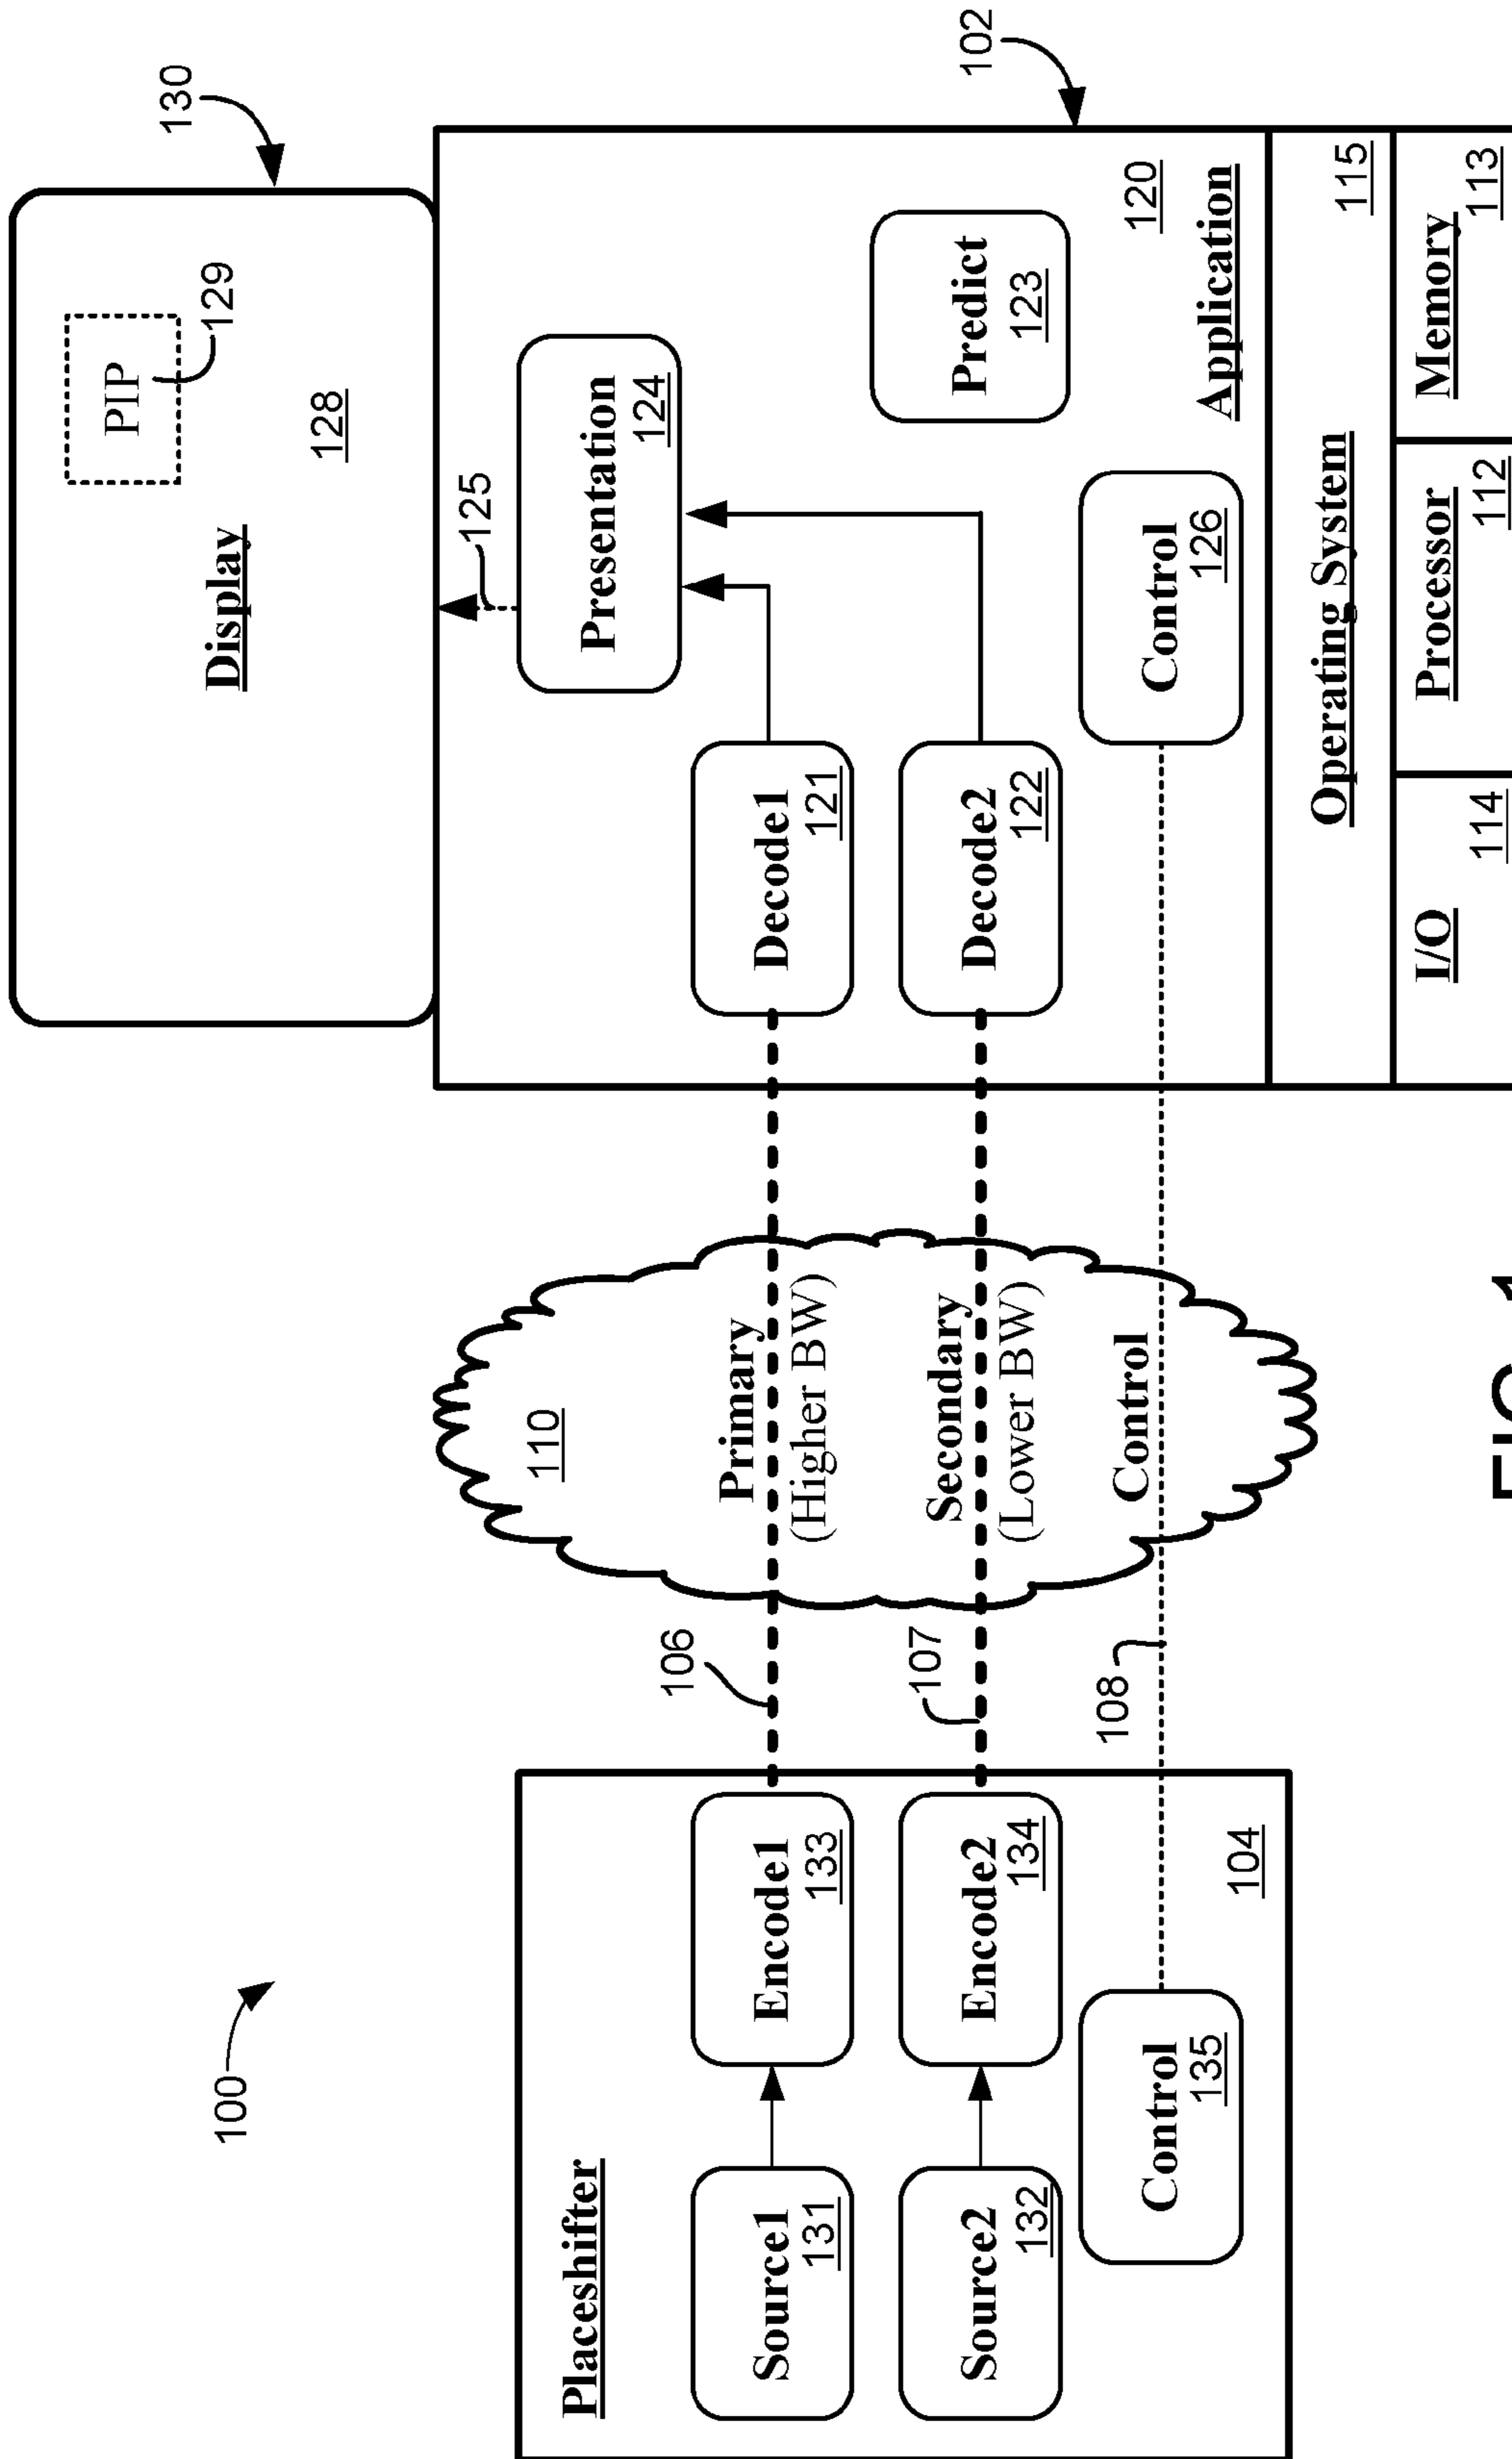 100
130
Display
PIP
129
128
125
102
Placeshifter
Source1
131
Encode1
133
Source2
132
Encode2
134
Control
135
104
106
107
108
110
Primary
(Higher BW)
Secondary
(Lower BW)
Control
Decode1
121
Decode2
122
Presentation
124
Predict
123
Control
126
120
Application
Operating System
115
I/O
114
Processor
112
Memory
113